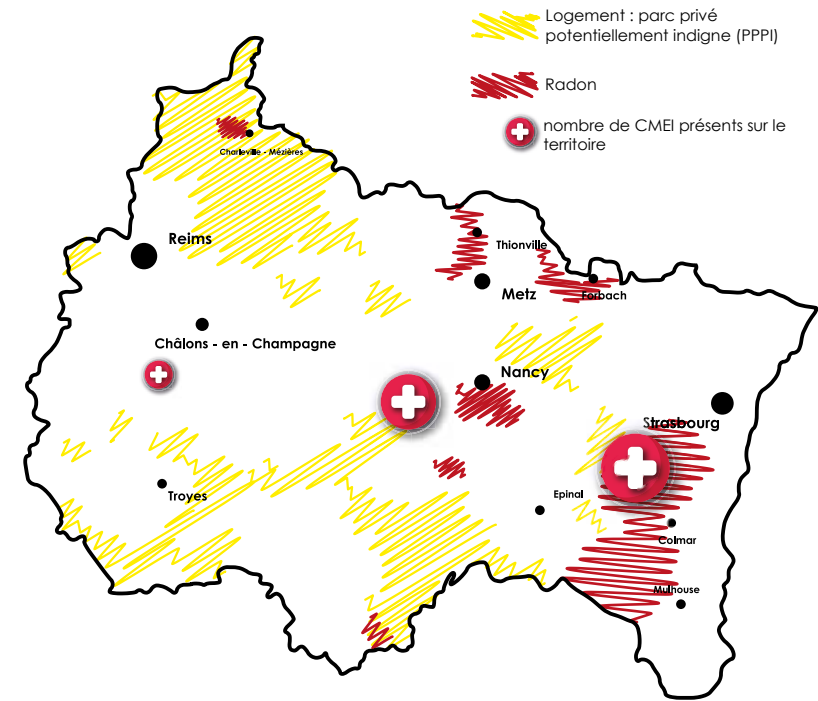 Logement : parc privé
potentiellement indigne (PPPI)
Radon
nombre de CMEI présents sur le
territoire
Charleville - Mézières
Reims
Thionville
Metz
Forbach
Châlons - en - Champagne
Nancy
Strasbourg
Troyes
Epinal
Colmar
Mulhouse